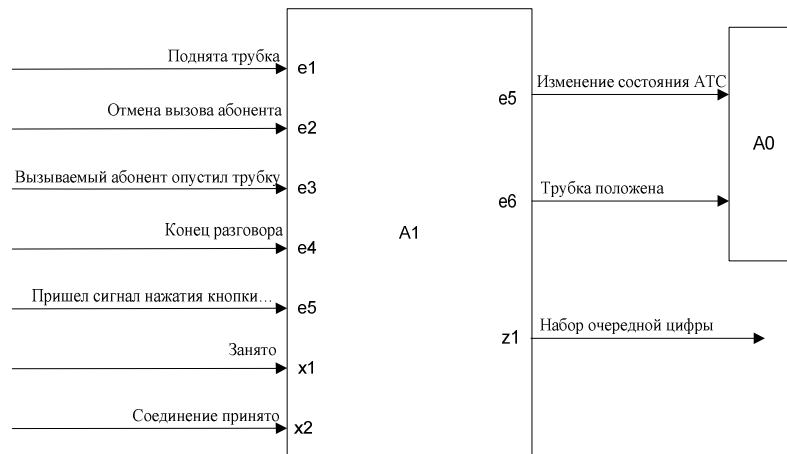 Поднята трубка
e1
Отмена вызова абонента
e2
Вызываемый абонент опустил трубку
e3
Конец разговора
e4
Пришел сигнал нажатия кнопки…
e5
Занято
x1
Соединение принято
x2
A1
e5
Изменение состояния АТС
e6
Трубка положена
z1
Набор очередной цифры
A0